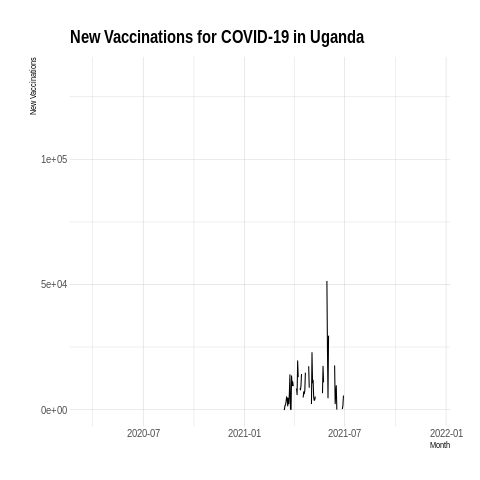 New Vaccinations for COVID-19 in Uganda
New Vaccinations
1e+05
5e+04
0e+00
2020-07 2021-01 2021-07 2022-01
Month